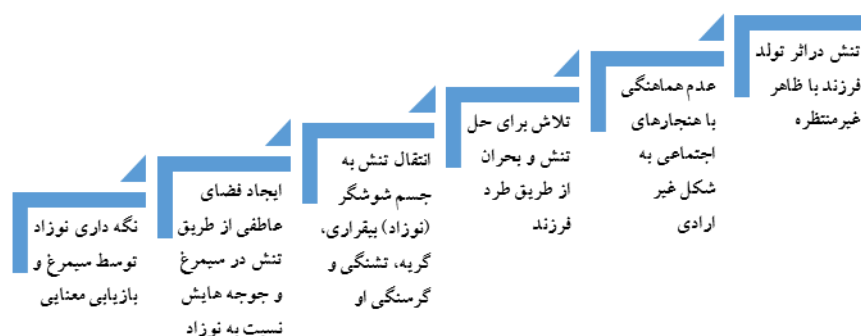 تنش دراثر تولد
فرزند با ظاهر
غیرمنتظره
عدم هماهنگی
با هنجارهای
اجتماعی به
شکل غیر
ارادی
تلاش برای حل
تنش و بحران
از طریق طرد
فرزند
انتقال تنش به
جسم شوشگر
(نوزاد) بیقراری،
گریه، تشنگی و
گرسنگی او
ایجاد فضای
عاطفی از طریق
تنش در سیمرغ
و جوجه هایش
نسبت به نوزاد
نگه داری نوزاد
توسط سیمرغ و
بازیابی معنایی